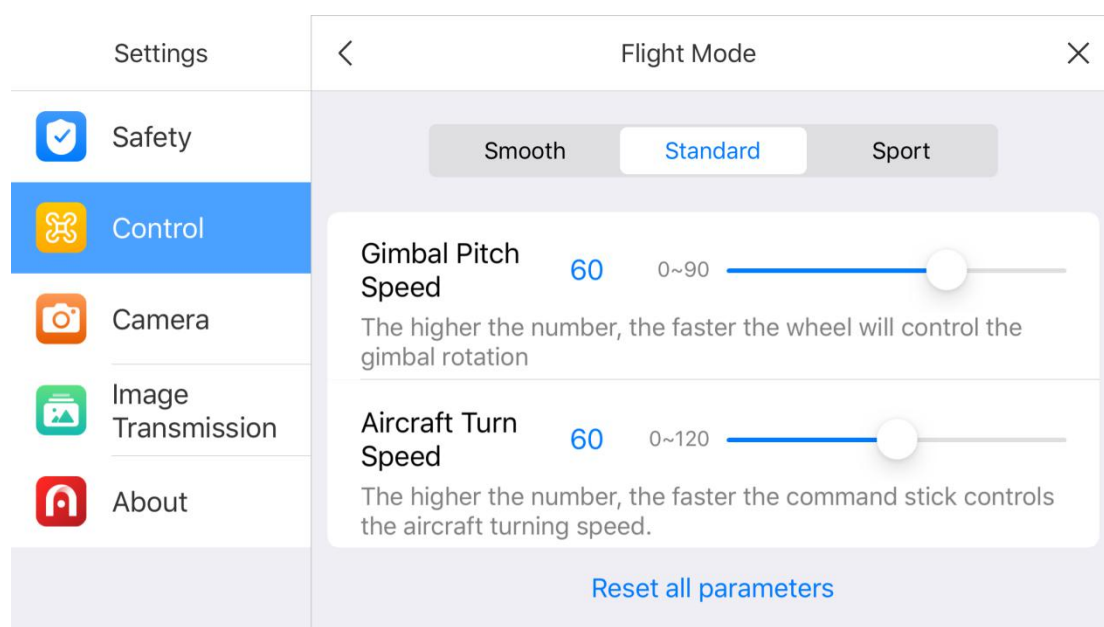 Settings
Safety
Control
Camera
Image
Transmission
About
Flight Mode
Smooth Standard Sport
Gimbal Pitch
Speed
60 0~90
The higher the number, the faster the wheel will control the
gimbal rotation
Aircraft Turn
Speed
60 0~120
The higher the number, the faster the command stick controls
the aircraft turning speed.
Reset all parameters